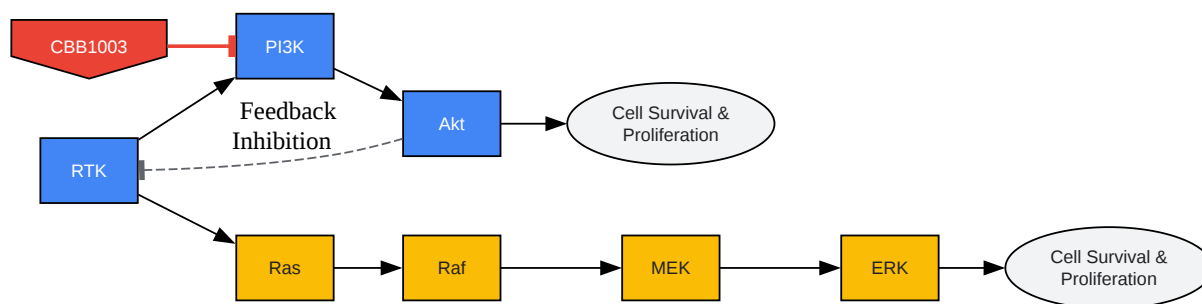 CBB1003
PI3K
Feedback
Inhibition
Akt
Cell Survival &
Proliferation
RTK
Ras
Raf
MEK
ERK
Cell Survival &
Proliferation